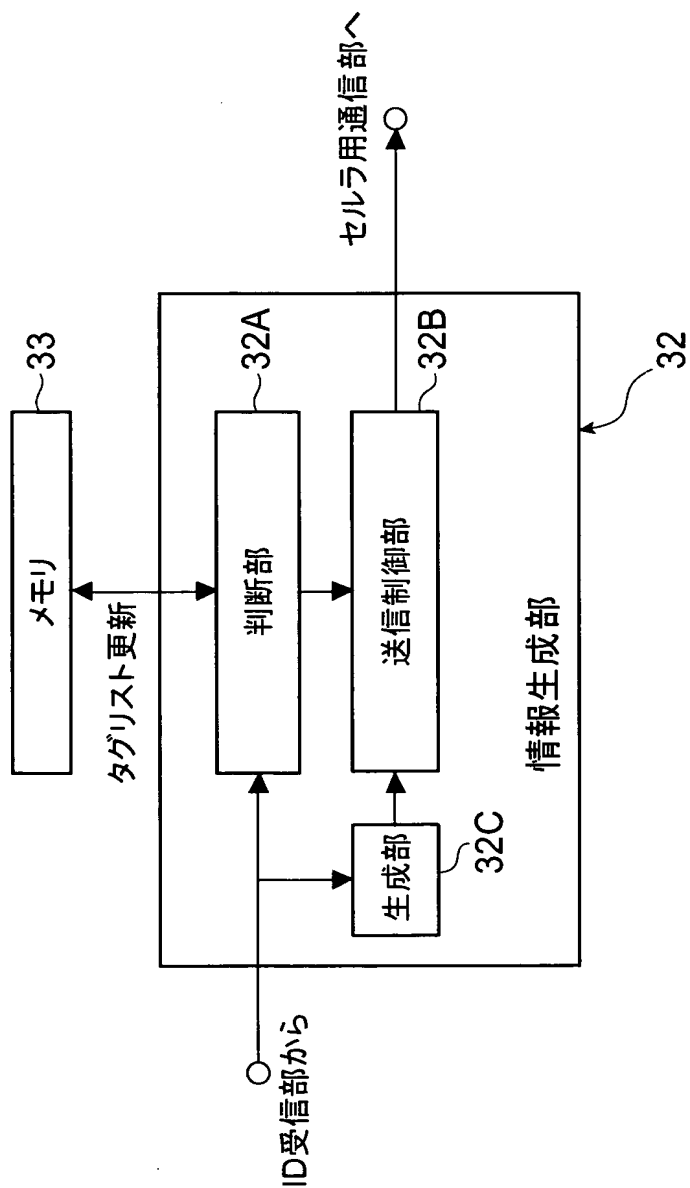 メモリ
33
タグリスト更新
判断部
32A
ID受信部から
生成部
32C
送信制御部
32B
セルラ用通信部へ
情報生成部
32